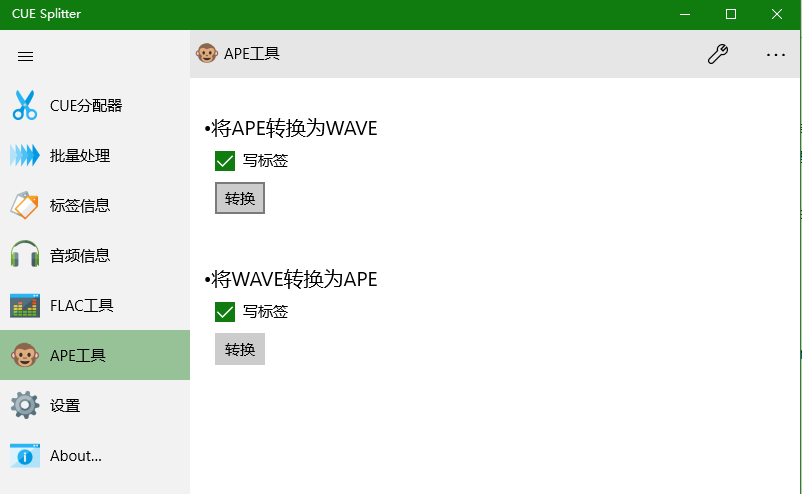 CUE Splitter
APE工具
CUE分配器
批量处理
标签信息
音频信息
FLAC工具
APE工具
设置
About...
•将APE转换为WAVE
写标签
转换
•将WAVE转换为APE
写标签
转换